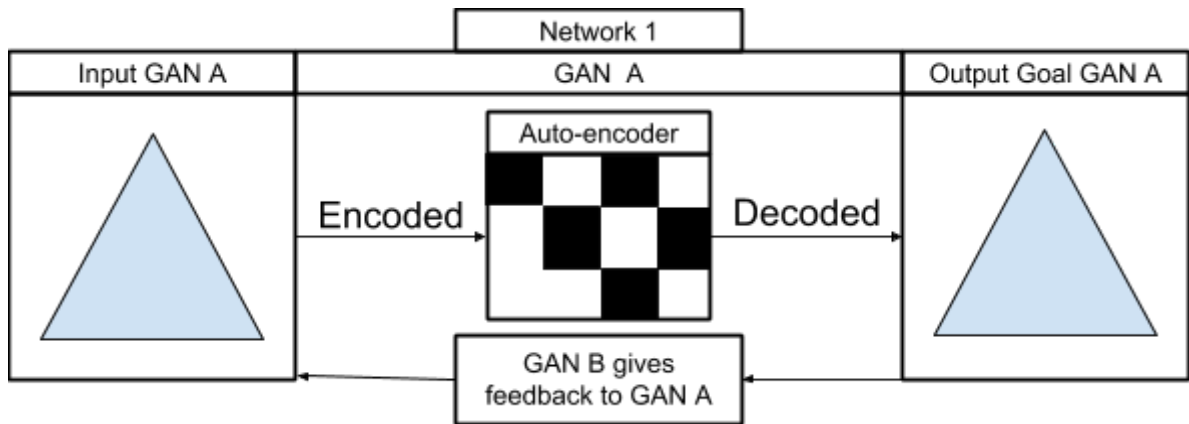 Network 1
Input GAN A
GAN A
Output Goal GAN A
Auto-encoder
Encoded
Decoded
GAN B gives
feedback to GAN A